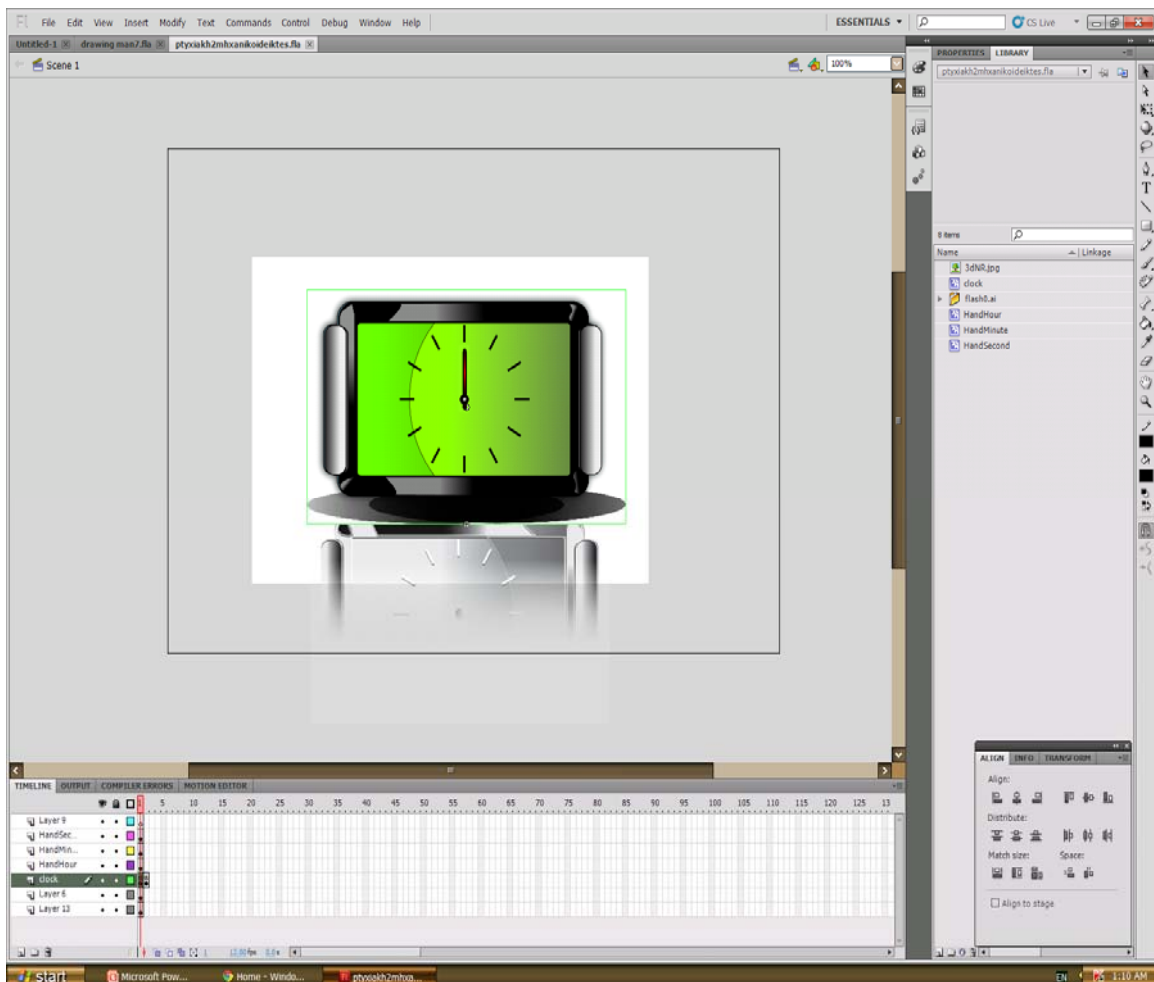 Fl File Edit View Insert Modify Text Commands Control Debug Window Help ESSENTIALS CS Live
Untitled-1 drawing man7.fla ptyxiakh2mhxanikoideiktes.fla
Scene 1 100%
PROPERTIES LIBRARY
ptyxiakh2mhxanikoideiktes.fla
8 items
Name Linkage
3dNR.jpg
clock
flash0.ai
HandHour
HandMinute
HandSecond
ALIGN INFO TRANSFORM
Align:
Distribute:
Match size: Space:
Align to stage
TIMELINE OUTPUT COMPILER ERRORS MOTION EDITOR
1 5 10 15 20 25 30 35 40 45 50 55 60 65 70 75 80 85 90 95 100 105 110 115 120 125 13
Layer 9
HandSec...
HandMin...
HandHour
clock
Layer 6
Layer 13
1 12.00 fps 0.0 s
start Microsoft Pow... Home - Windo... ptyxiakh2mhxa... EN 1:10 AM